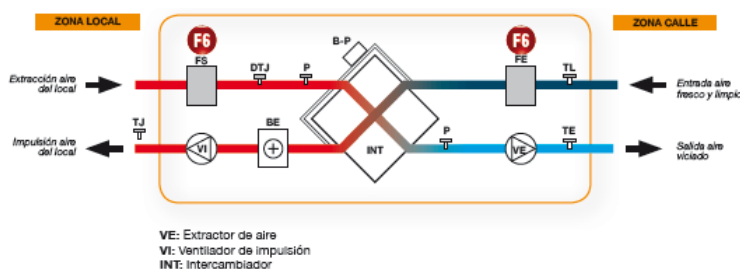 ZONA LOCAL
ZONA CALLE
F6
F6
B-P
FS
DTJ
P
FE
TL
Extracción aire
del local
Entrada aire
fresco y limpio
TJ
BE
P
TE
Impulsión aire
del local
VI
INT
VE
Salida aire
viciado
VE: Extractor de aire
VI: Ventilador de impulsión
INT: Intercambiador